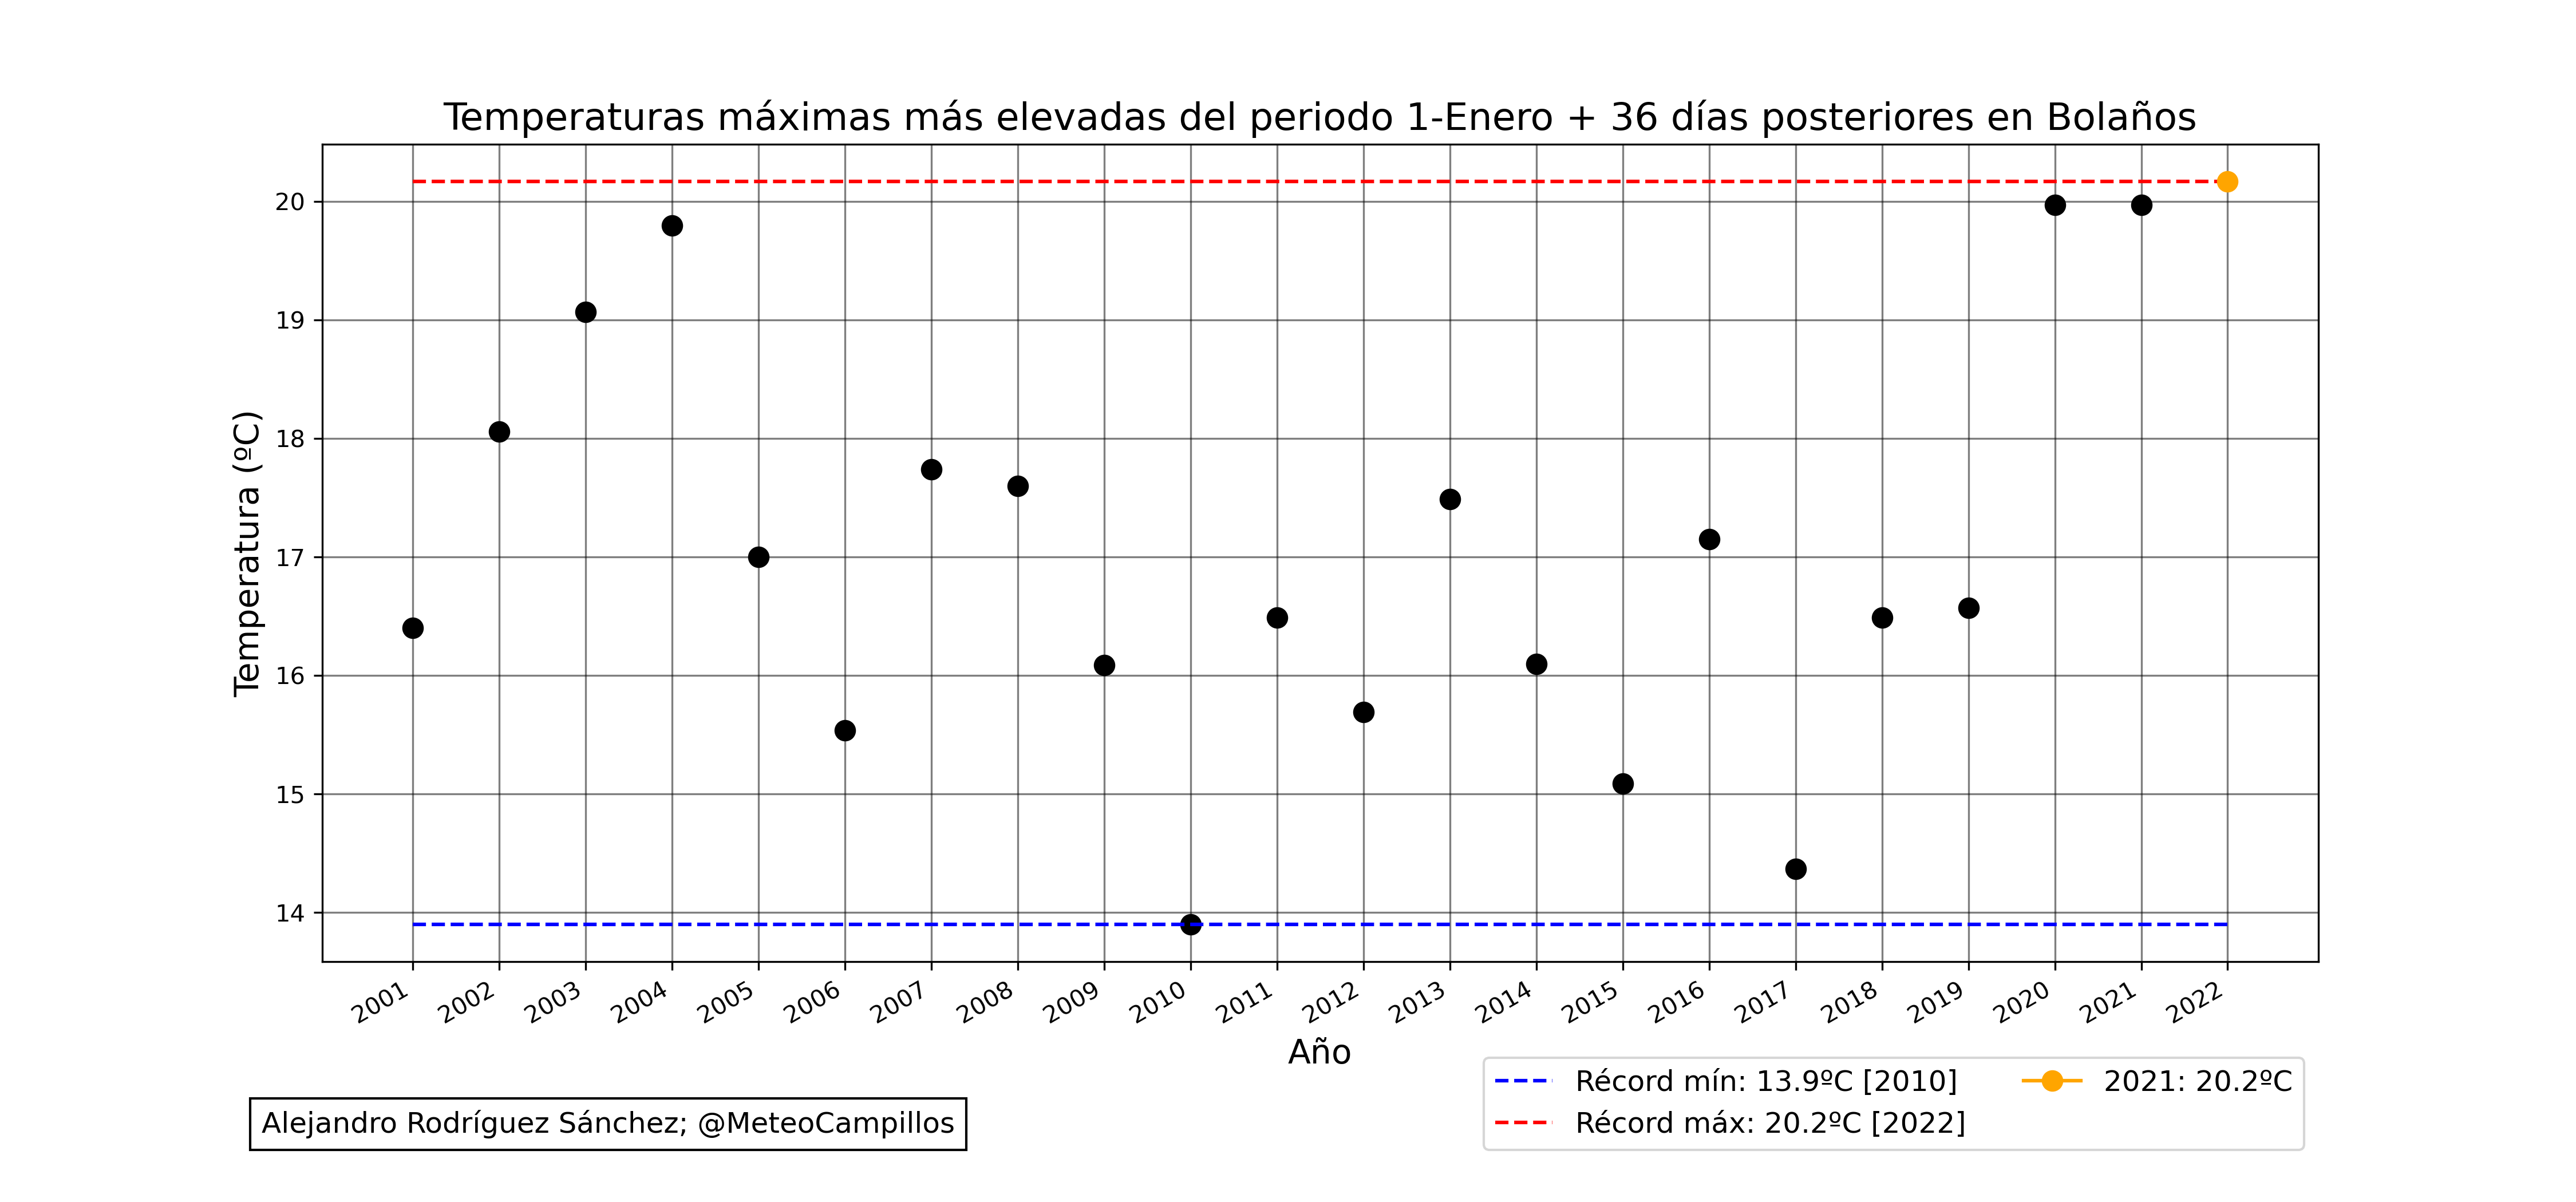 Temperaturas máximas más elevadas del periodo 1-Enero + 36 días posteriores en Bolaños
Temperatura (ºC)
20
19
18
17
16
15
14
2001 2002 2003 2004 2005 2006 2007 2008 2009 2010 2011 2012 2013 2014 2015 2016 2017 2018 2019 2020 2021 2022
Año
Récord mín: 13.9ºC [2010]
Récord máx: 20.2ºC [2022]
2021: 20.2ºC
Alejandro Rodríguez Sánchez; @MeteoCampillos